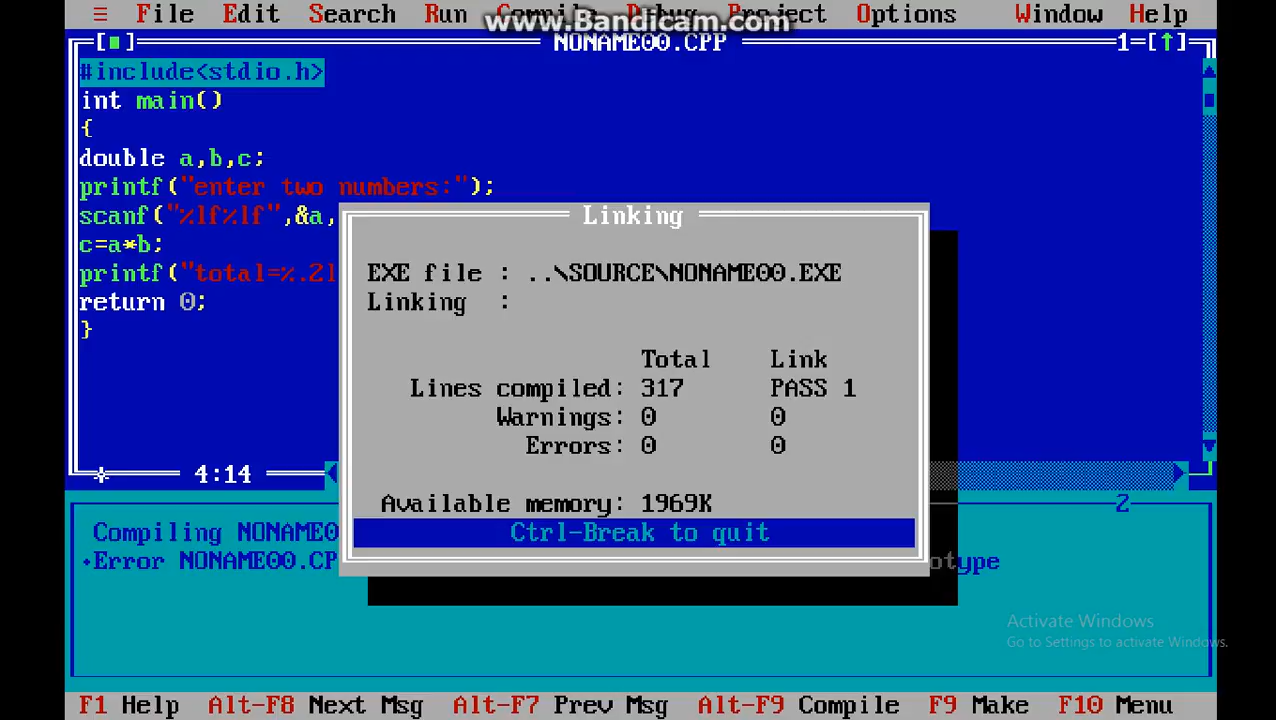 ≡ File Edit Search Run Compile Debug Project Options Window Help
www.Bandicam.com
[■] NONAME00.CPP 1=[↑]
#include<stdio.h>
int main()
{
double a,b,c;
printf("enter two numbers:");
scanf("%lf%lf",&a,
c=a*b;
printf("total=%.2l
return 0;
}
4:14
Linking
EXE file : ..\SOURCE\NONAME00.EXE
Linking :
Total Link
Lines compiled: 317 PASS 1
Warnings: 0 0
Errors: 0 0
Available memory: 1969K
Ctrl-Break to quit
2
Compiling NONAME0
•Error NONAME00.CP otype
Activate Windows
Go to Settings to activate Windows.
F1 Help Alt-F8 Next Msg Alt-F7 Prev Msg Alt-F9 Compile F9 Make F10 Menu